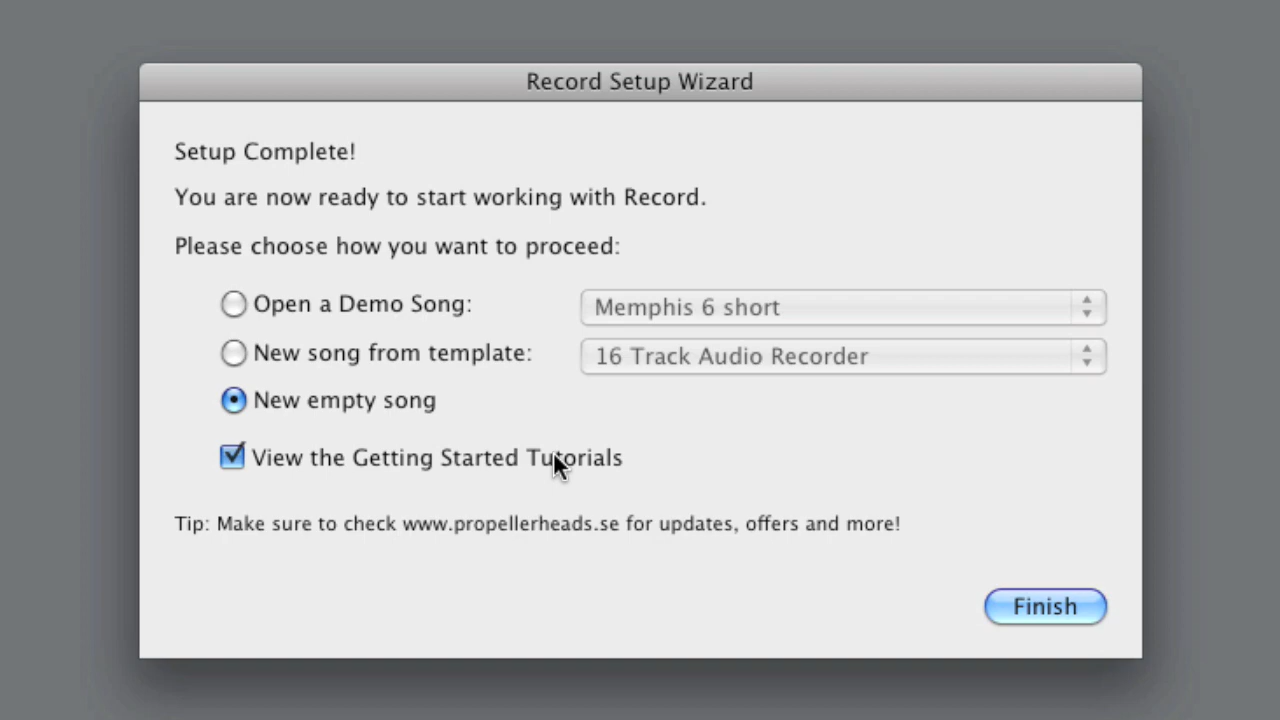 Record Setup Wizard
Setup Complete!
You are now ready to start working with Record.
Please choose how you want to proceed:
Open a Demo Song: Memphis 6 short
New song from template: 16 Track Audio Recorder
New empty song
View the Getting Started Tutorials
Tip: Make sure to check www.propellerheads.se for updates, offers and more!
Finish